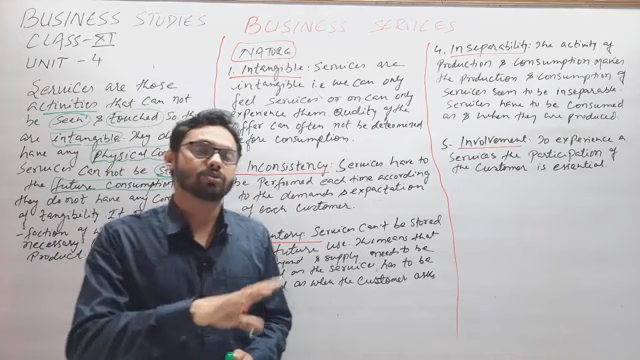 BUSINESS STUDIES
CLASS-XI
UNIT - 4
Services are those
activities that can not
be seen & touched. So th
are intangible. They d
have any Physical
Services can not be
the future consumption
they do not have any
of tangibility. It
-faction of
necessary
Product
BUSINESS SERVICES
NATURE
1. Intangible: Services are
intangible i.e we can only
feel services or on can only
experience them. Quality of the
offer can often not be determined
for consumption.
Inconsistency: Services have to
be Performed each time according
to the demands & expactation
of each customer.
Services Can't be Stored
future use. This means that
& supply needs to be
on the service has to be
as when the customer asks
4. Inseparability: The activity of
Production & Consumption makes
the Production & Consumption of
Services seem to be inseparable.
Services have to be Consumed
as & when they are produced.
5. Involvement: To experience a
Services the Participation of
the Customer is essential.